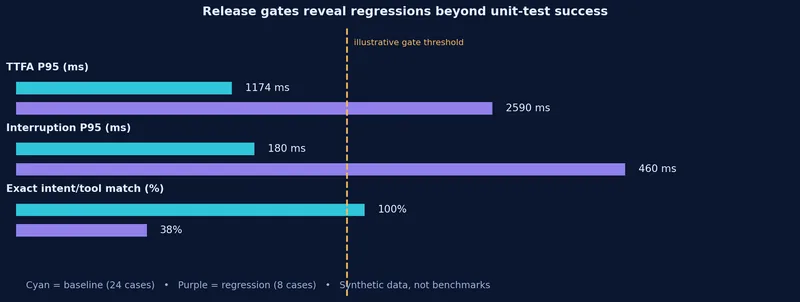 Release gates reveal regressions beyond unit-test success
illustrative gate threshold
TTFA P95 (ms)
1174 ms
2590 ms
Interruption P95 (ms)
180 ms
460 ms
Exact intent/tool match (%)
100%
38%
Cyan = baseline (24 cases) • Purple = regression (8 cases) • Synthetic data, not benchmarks